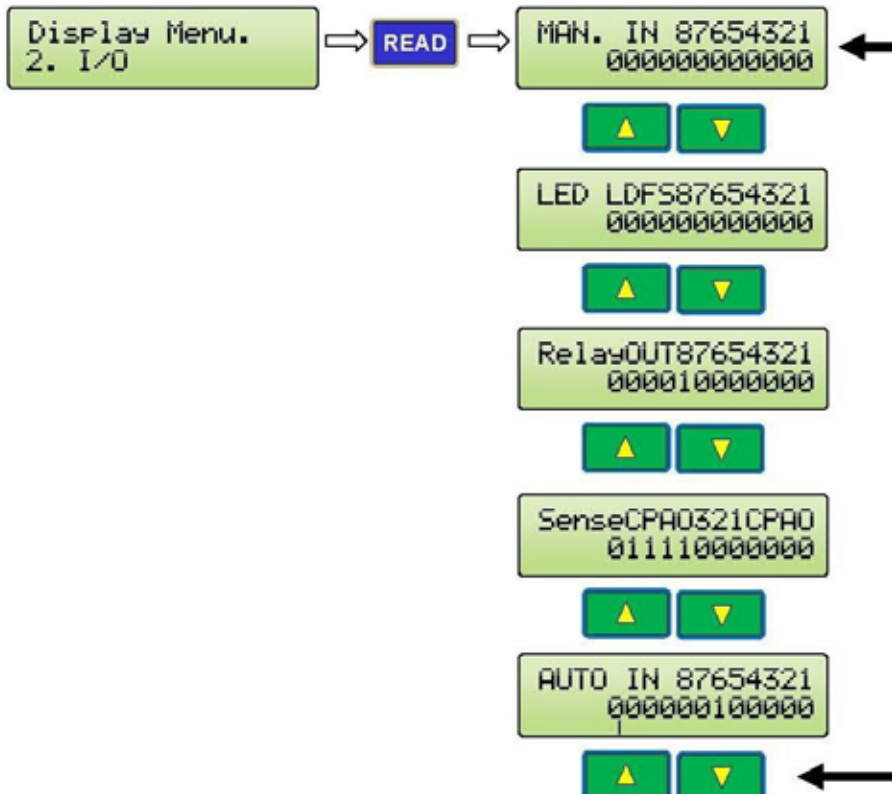 Display Menu.
2. I/O
READ
MAN. IN 87654321
000000000000
LED LDFS87654321
000000000000
RelayOUT87654321
000010000000
SenseCPAO321CPAO
011110000000
AUTO IN 87654321
000000100000